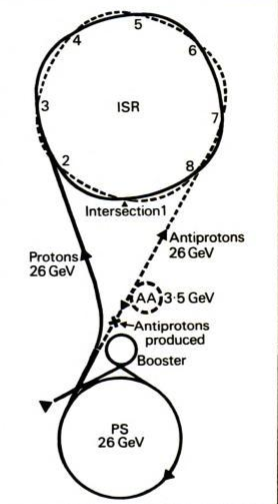 5
4
6
ISR
3
7
2
8
Intersection1
Antiprotons
26 GeV
Protons
26 GeV
AA 3·5 GeV
Antiprotons
produced
Booster
PS
26 GeV